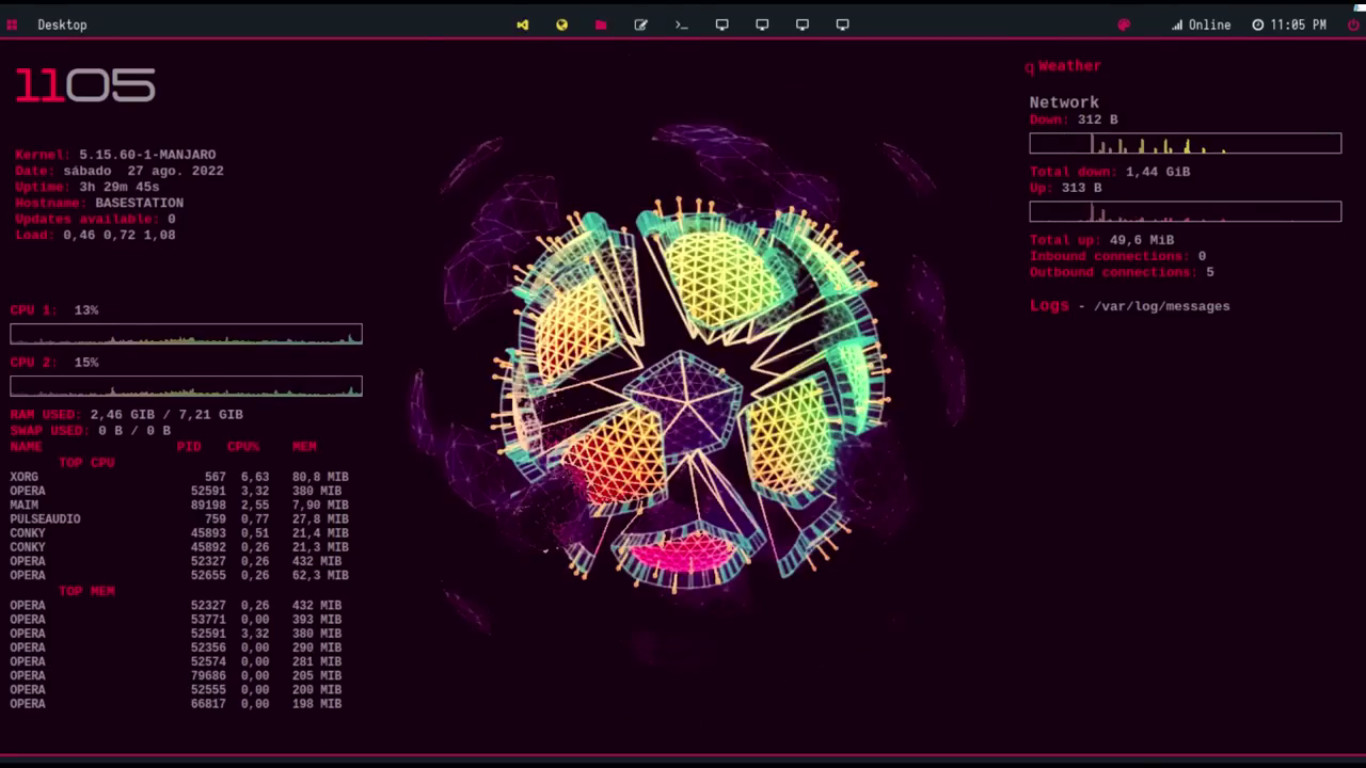 Desktop
Online 11:05 PM
1105
Kernel: 5.15.60-1-MANJARO
Date: sábado 27 ago. 2022
Uptime: 3h 29m 45s
Hostname: BASESTATION
Updates available: 0
Load: 0,46 0,72 1,08
CPU 1: 13%
CPU 2: 15%
RAM USED: 2,46 GIB / 7,21 GIB
SWAP USED: 0 B / 0 B
NAME PID CPU% MEM
TOP CPU
XORG 567 6,63 80,8 MIB
OPERA 52591 3,32 380 MIB
MAIM 89198 2,55 7,90 MIB
PULSEAUDIO 759 0,77 27,8 MIB
CONKY 45893 0,51 21,4 MIB
CONKY 45892 0,26 21,3 MIB
OPERA 52327 0,26 432 MIB
OPERA 52655 0,26 62,3 MIB
TOP MEM
OPERA 52327 0,26 432 MIB
OPERA 53771 0,00 393 MIB
OPERA 52591 3,32 380 MIB
OPERA 52356 0,00 290 MIB
OPERA 52574 0,00 281 MIB
OPERA 79686 0,00 205 MIB
OPERA 52555 0,00 200 MIB
OPERA 66817 0,00 198 MIB
q Weather
Network
Down: 312 B
Total down: 1,44 GiB
Up: 313 B
Total up: 49,6 MiB
Inbound connections: 0
Outbound connections: 5
Logs - /var/log/messages